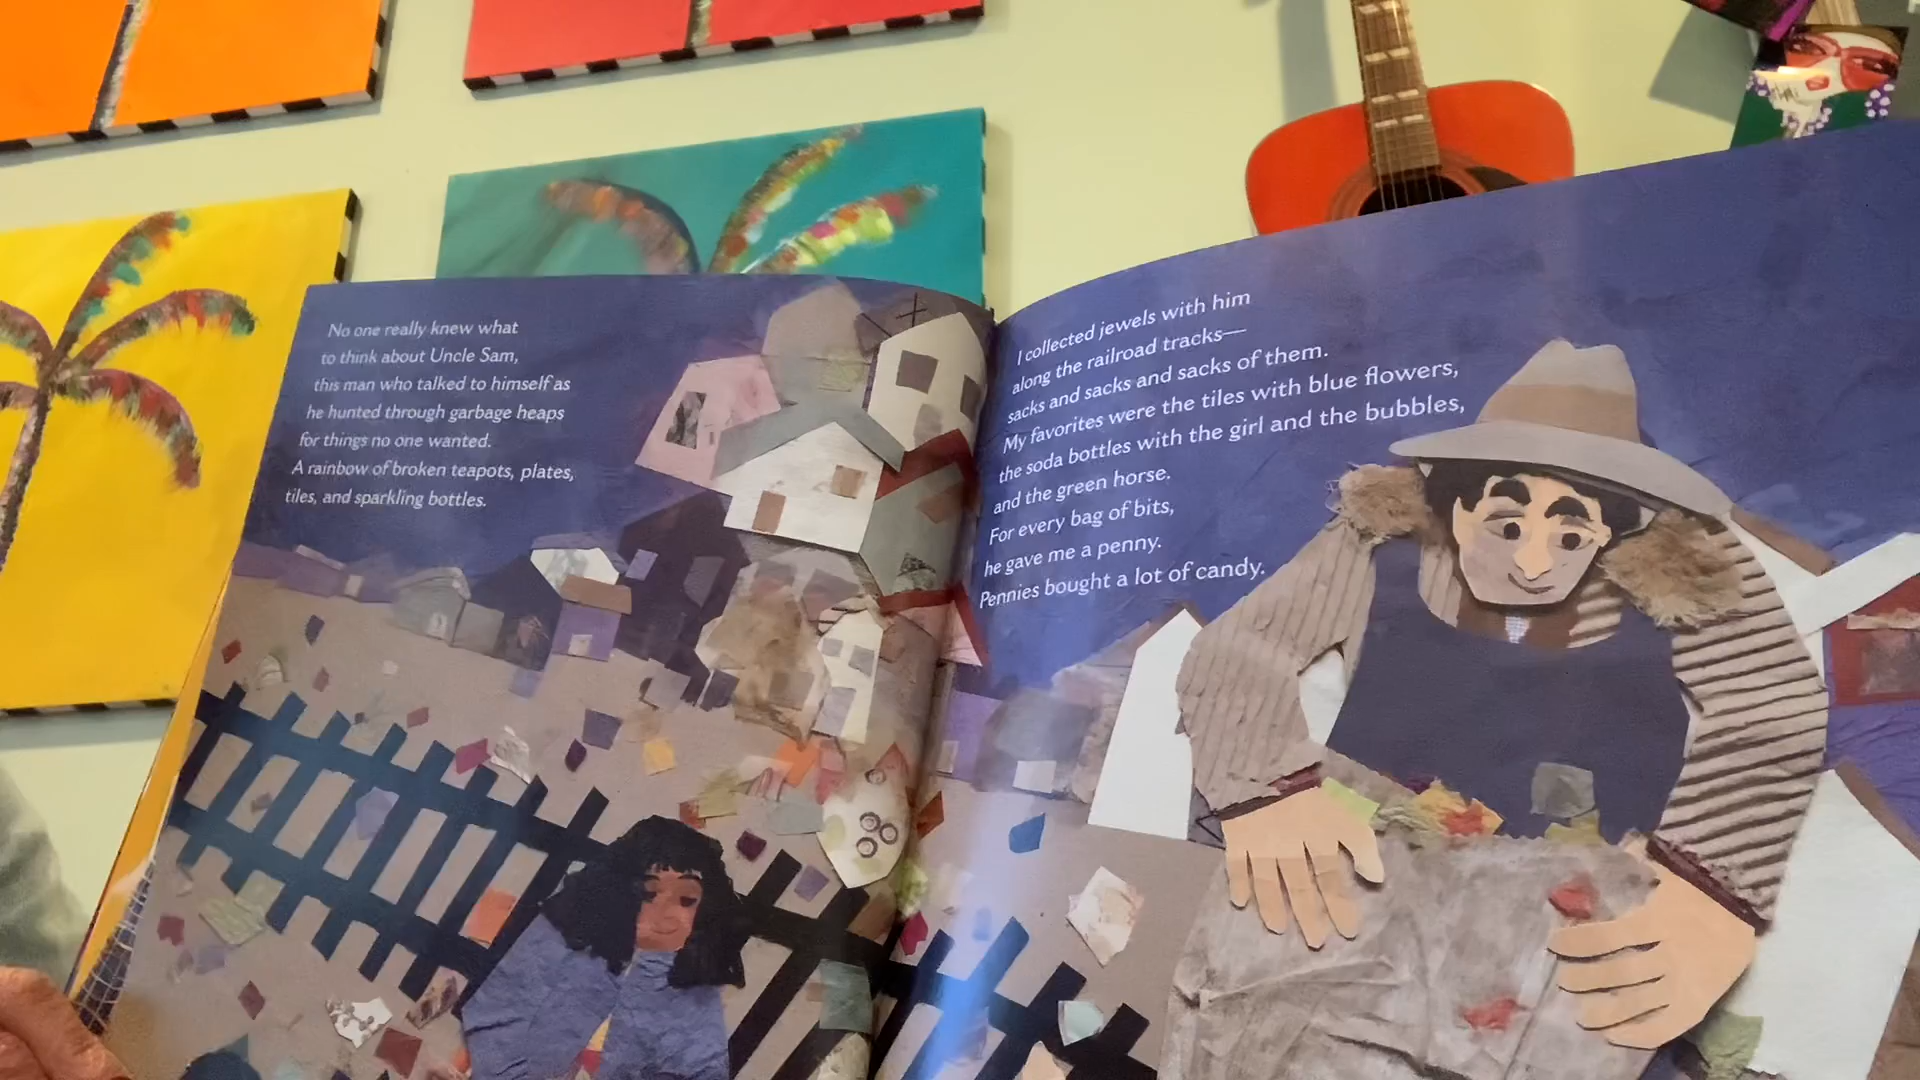 No one really knew what
to think about Uncle Sam,
this man who talked to himself as
he hunted through garbage heaps
for things no one wanted.
A rainbow of broken teapots, plates,
tiles, and sparkling bottles.
I collected jewels with him
along the railroad tracks—
sacks and sacks and sacks of them.
My favorites were the tiles with blue flowers,
the soda bottles with the girl and the bubbles,
and the green horse.
For every bag of bits,
he gave me a penny.
Pennies bought a lot of candy.